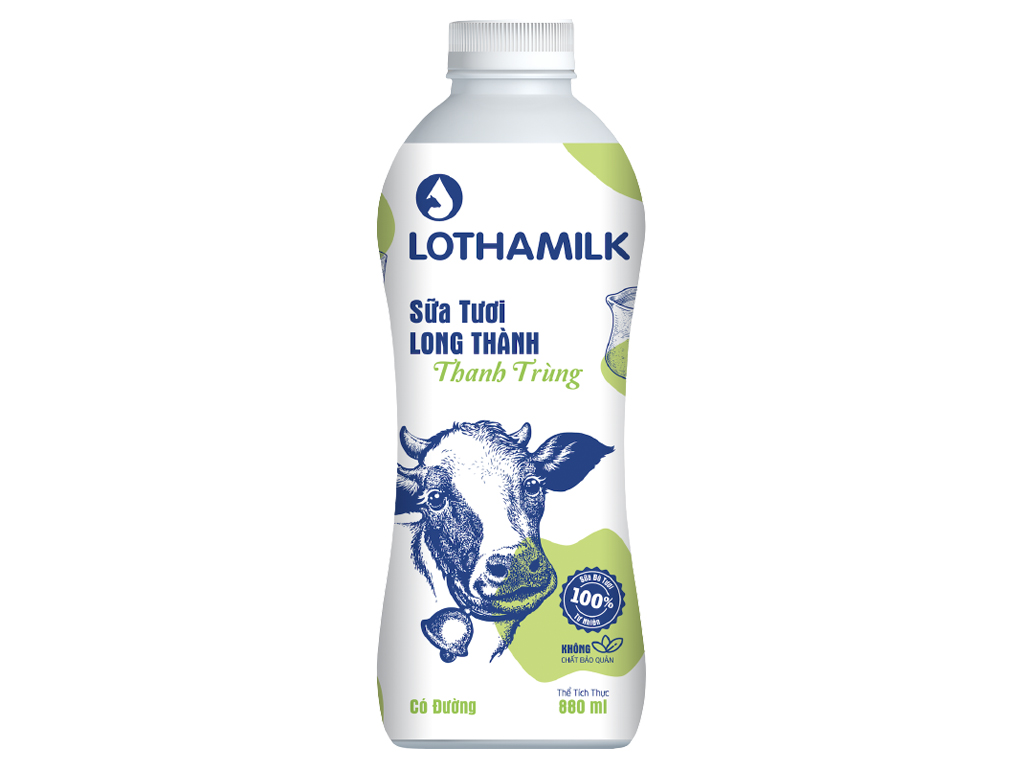 LOTHAMILK
Sữa Tươi
LONG THÀNH
Thanh Trùng
Sữa Bò Tươi
100%
Tự Nhiên
KHÔNG
CHẤT BẢO QUẢN
Có Đường
Thể Tích Thực
880 ml